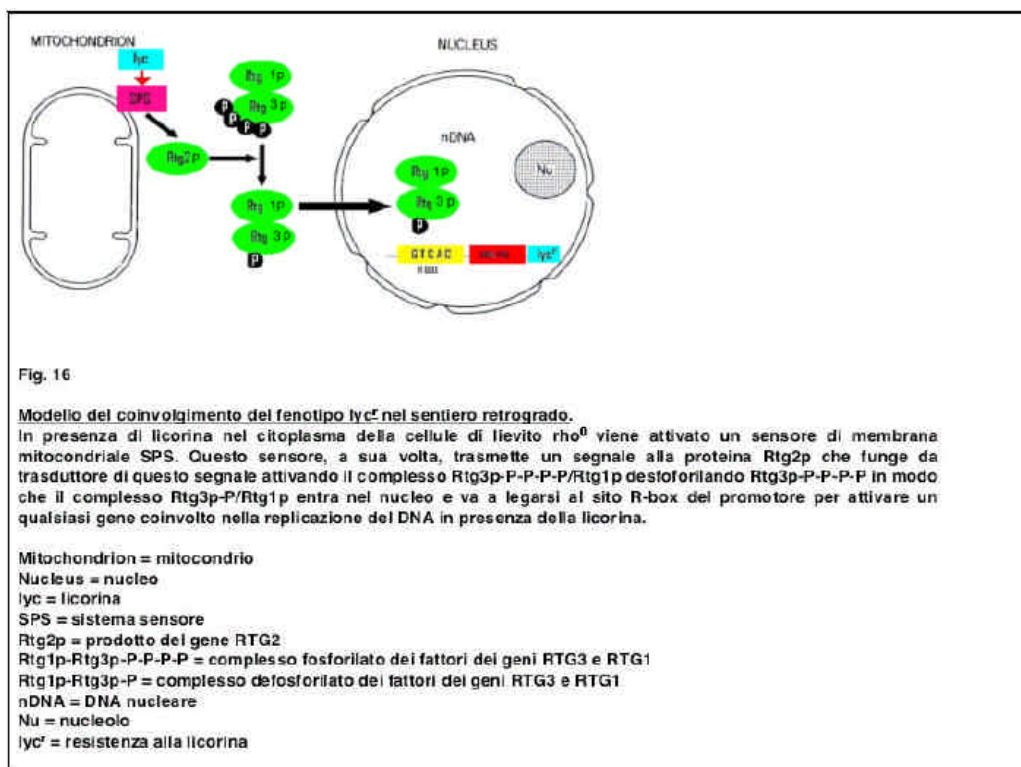 MITOCHONDRION
NUCLEUS
lyc
SPS
Rtg 1p
Rtg 3p
P P P P
Rtg2p
Rtg 1p
Rtg 3p
P
nDNA
Rtg 1p
Rtg 3p
P
Nu
GTCAC
lycʳ
Fig. 16
Modello del coinvolgimento del fenotipo lycʳ nel sentiero retrogrado.
In presenza di licorina nel citoplasma della cellule di lievito rho⁰ viene attivato un sensore di membrana
mitocondriale SPS. Questo sensore, a sua volta, trasmette un segnale alla proteina Rtg2p che funge da
trasduttore di questo segnale attivando il complesso Rtg3p-P-P-P-P/Rtg1p desfoforilando Rtg3p-P-P-P-P in modo
che il complesso Rtg3p-P/Rtg1p entra nel nucleo e va a legarsi al sito R-box del promotore per attivare un
qualsiasi gene coinvolto nella replicazione del DNA in presenza della licorina.
Mitochondrion = mitocondrio
Nucleus = nucleo
lyc = licorina
SPS = sistema sensore
Rtg2p = prodotto del gene RTG2
Rtg1p-Rtg3p-P-P-P-P = complesso fosforilato dei fattori dei geni RTG3 e RTG1
Rtg1p-Rtg3p-P = complesso defosforilato dei fattori dei geni RTG3 e RTG1
nDNA = DNA nucleare
Nu = nucleolo
lycʳ = resistenza alla licorina